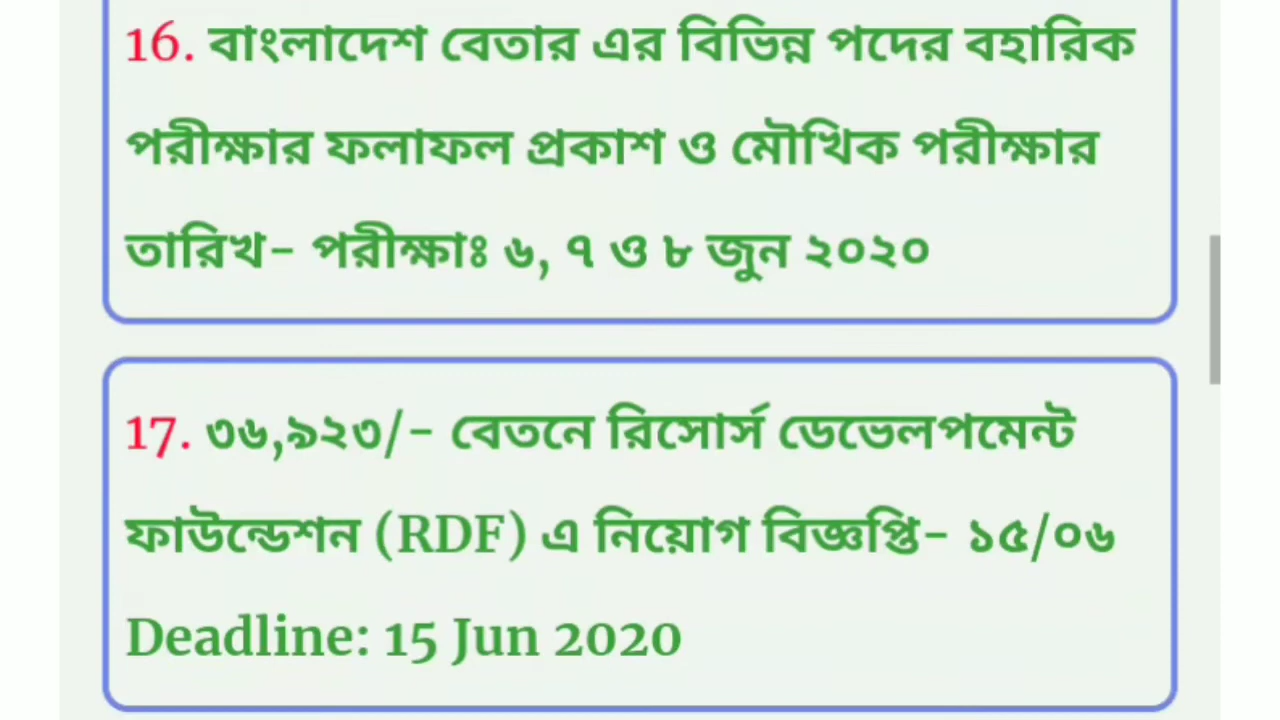 16. বাংলাদেশ বেতার এর বিভিন্ন পদের বহারিক
পরীক্ষার ফলাফল প্রকাশ ও মৌখিক পরীক্ষার
তারিখ- পরীক্ষাঃ ৬, ৭ ও ৮ জুন ২০২০
17. ৩৬,৯২৩/- বেতনে রিসোর্স ডেভেলপমেন্ট
ফাউন্ডেশন (RDF) এ নিয়োগ বিজ্ঞপ্তি- ১৫/০৬
Deadline: 15 Jun 2020